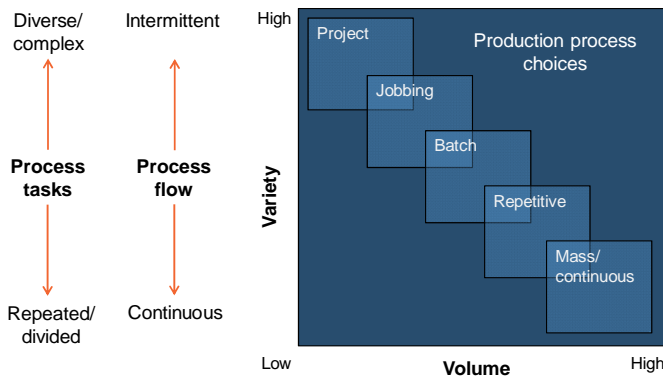 Diverse/
complex
Intermittent
Process
tasks
Process
flow
Repeated/
divided
Continuous
High
Variety
Low
Volume
High
Production process
choices
Project
Jobbing
Batch
Repetitive
Mass/
continuous